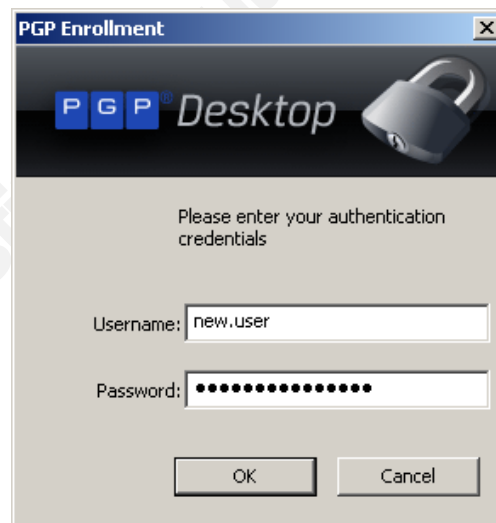 PGP Enrollment
PGP® Desktop
Please enter your authentication
credentials
Username: new.user
Password: ●●●●●●●●●●●●●●●
OK Cancel